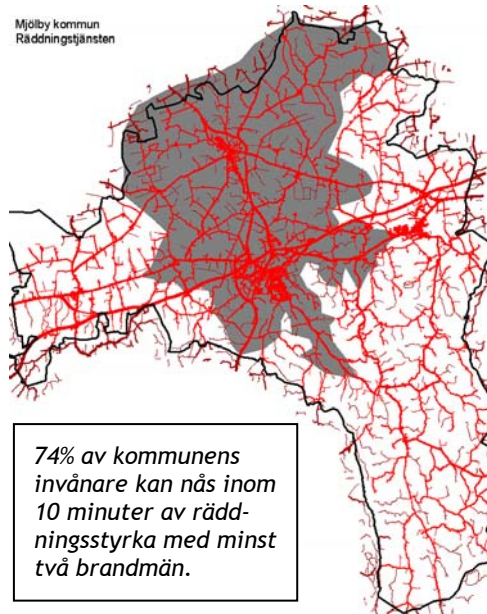 Mjölby kommun
Räddningstjänsten
74% av kommunens
invånare kan nås inom
10 minuter av rädd-
ningsstyrka med minst
två brandmän.